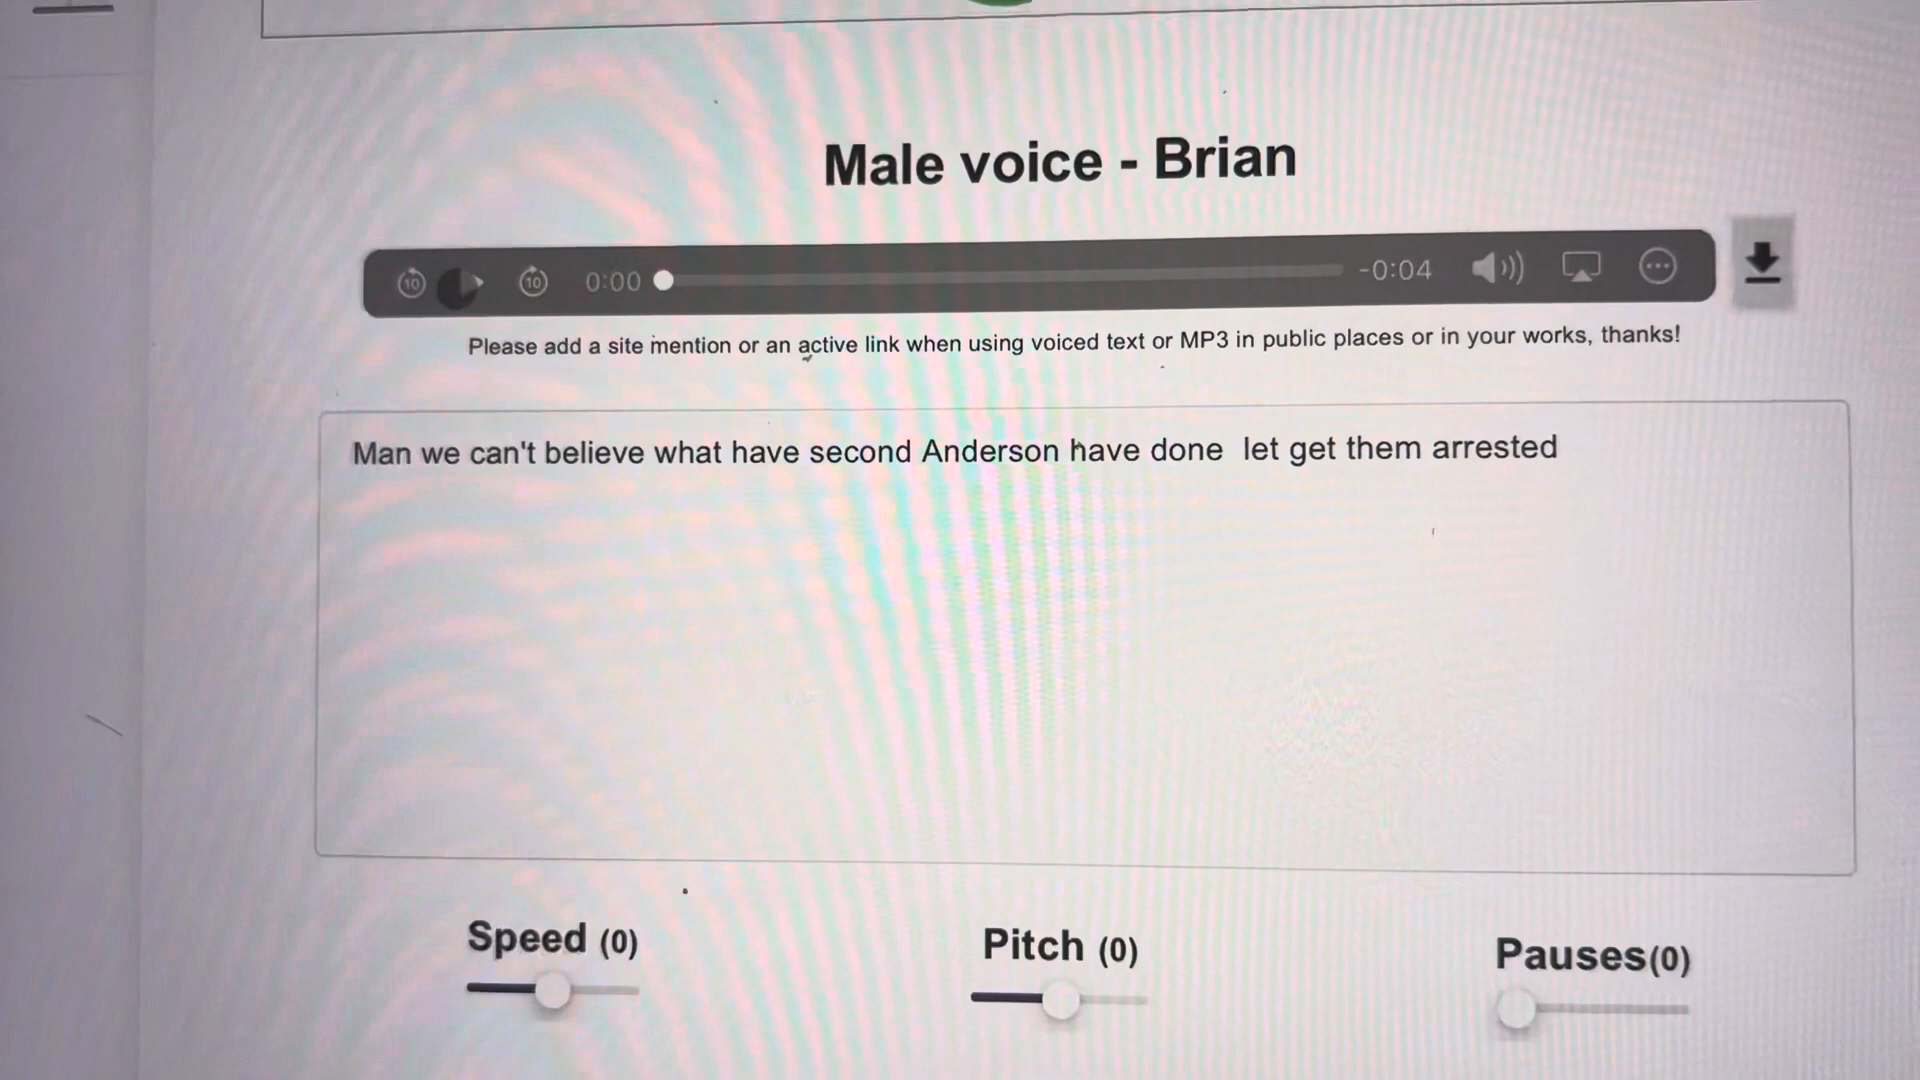 Male voice - Brian
10 10 0:00 -0:04
Please add a site mention or an active link when using voiced text or MP3 in public places or in your works, thanks!
Man we can't believe what have second Anderson have done  let get them arrested
Speed (0) Pitch (0) Pauses(0)